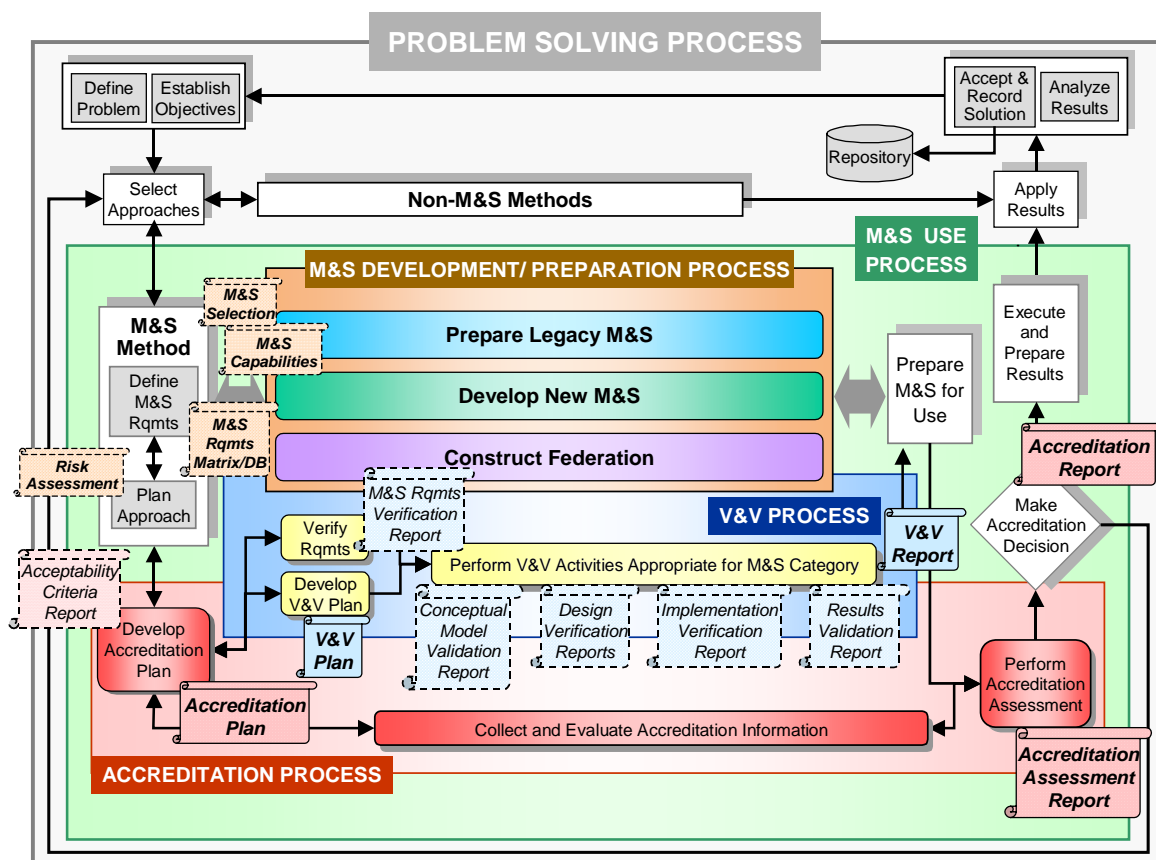 PROBLEM SOLVING PROCESS
Define
Problem
Establish
Objectives
Accept &
Record
Solution
Analyze
Results
Repository
Select
Approaches
Non-M&S Methods
Apply
Results
M&S USE
PROCESS
M&S DEVELOPMENT/ PREPARATION PROCESS
M&S
Selection
M&S
Capabilities
M&S
Method
Define
M&S
Rqmts
M&S
Rqmts
Matrix/DB
Risk
Assessment
Plan
Approach
Prepare Legacy M&S
Develop New M&S
Construct Federation
Prepare
M&S for
Use
Execute
and
Prepare
Results
Accreditation
Report
Make
Accreditation
Decision
V&V PROCESS
M&S Rqmts
Verification
Report
V&V
Report
Verify
Rqmts
Develop
V&V Plan
Perform V&V Activities Appropriate for M&S Category
Acceptability
Criteria
Report
V&V
Plan
Conceptual
Model
Validation
Report
Design
Verification
Reports
Implementation
Verification
Report
Results
Validation
Report
Develop
Accreditation
Plan
Accreditation
Plan
Collect and Evaluate Accreditation Information
Perform
Accreditation
Assessment
Accreditation
Assessment
Report
ACCREDITATION PROCESS